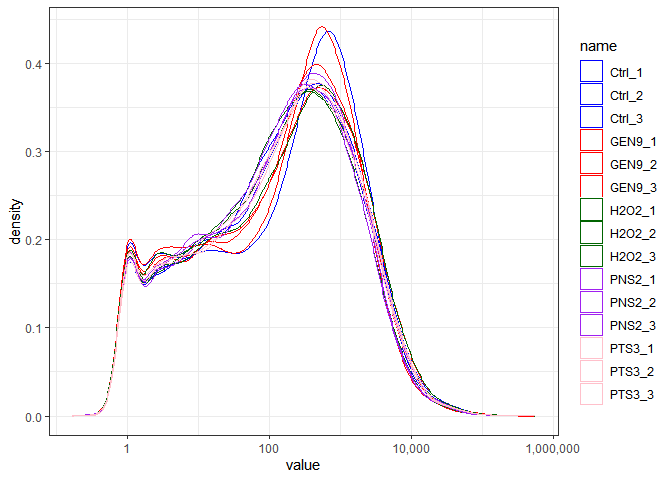 name
Ctrl_1
Ctrl_2
Ctrl_3
GEN9_1
GEN9_2
GEN9_3
H2O2_1
H2O2_2
H2O2_3
PNS2_1
PNS2_2
PNS2_3
PTS3_1
PTS3_2
PTS3_3
density
0.4
0.3
0.2
0.1
0.0
1
100
10,000
1,000,000
value